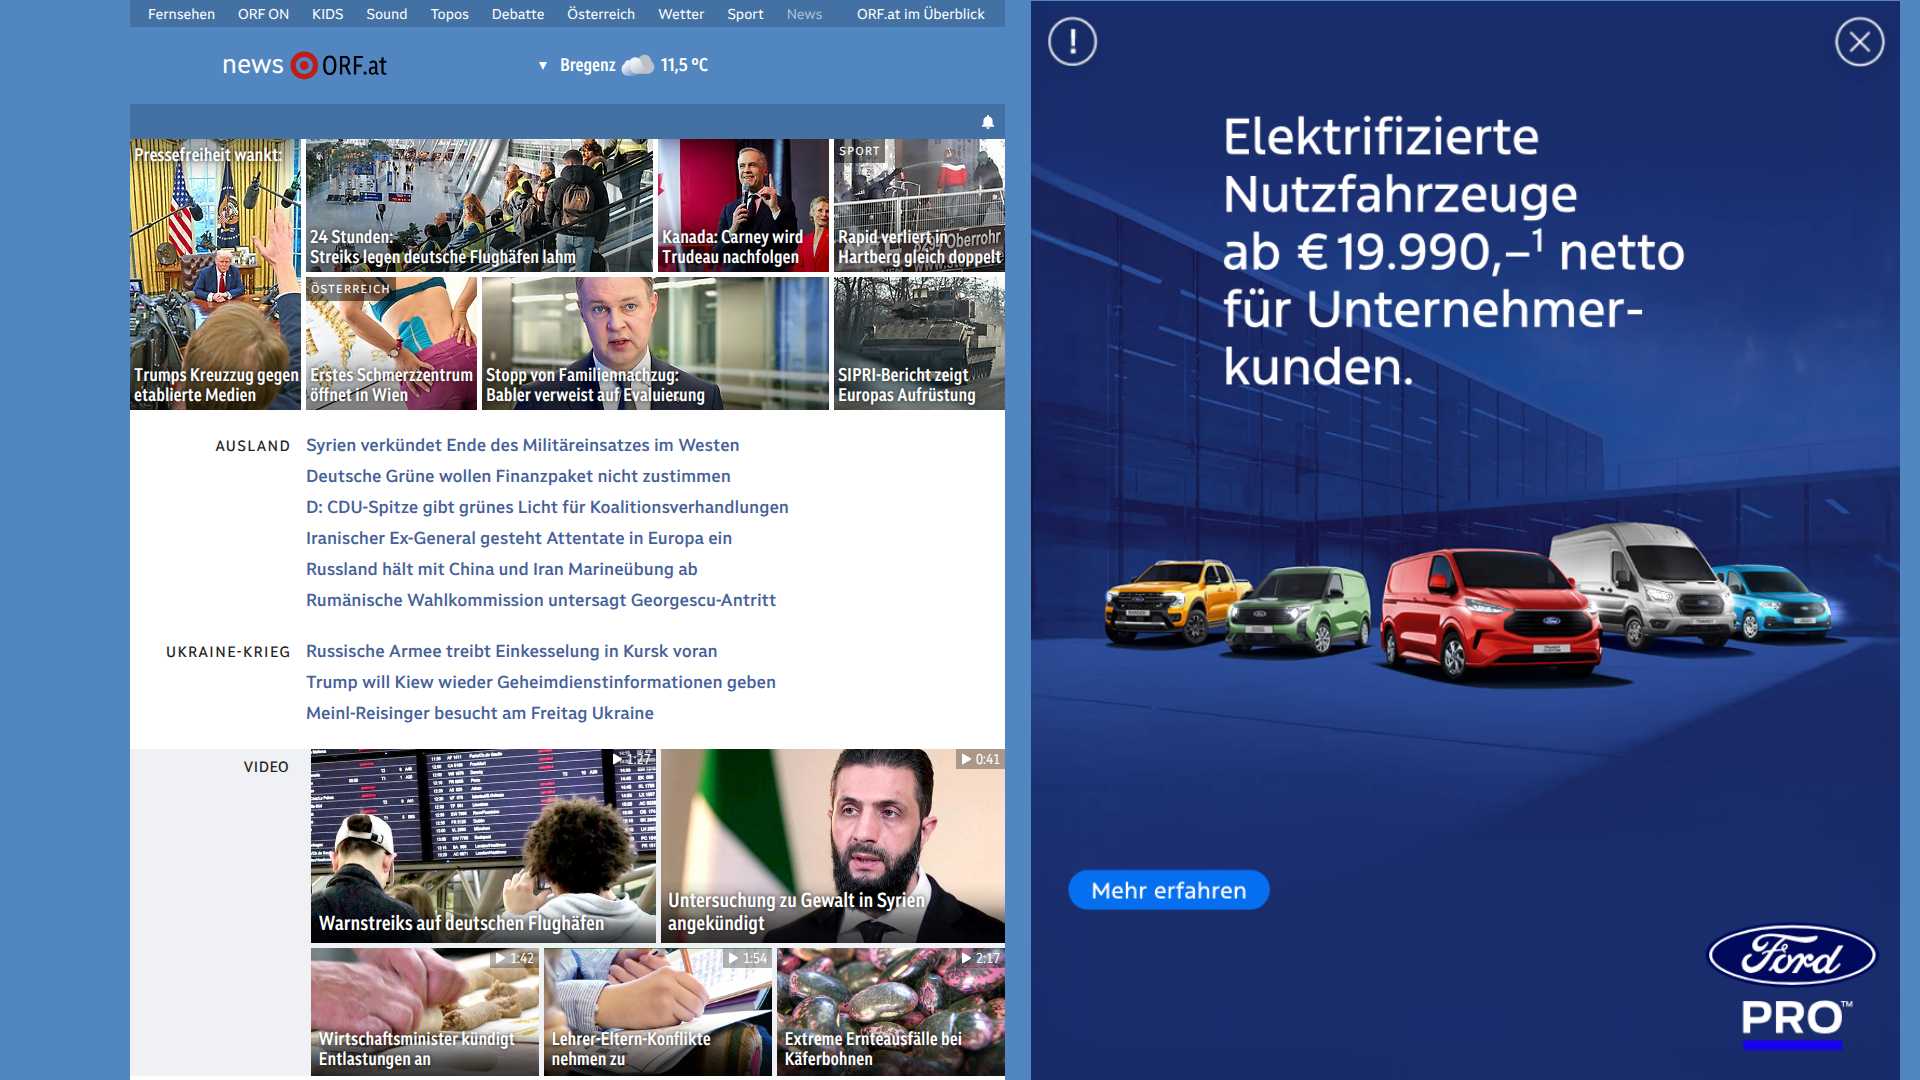 Fernsehen ORF ON KIDS Sound Topos Debatte Österreich Wetter Sport News ORF.at im Überblick
news ORF.at
Bregenz 11,5 °C
Pressefreiheit wankt:
Trumps Kreuzzug gegen
etablierte Medien
24 Stunden:
Streiks legen deutsche Flughäfen lahm
Kanada: Carney wird
Trudeau nachfolgen
SPORT
Rapid verliert in
Hartberg gleich doppelt
ÖSTERREICH
Erstes Schmerzzentrum
öffnet in Wien
Stopp von Familiennachzug:
Babler verweist auf Evaluierung
SIPRI-Bericht zeigt
Europas Aufrüstung
AUSLAND
Syrien verkündet Ende des Militäreinsatzes im Westen
Deutsche Grüne wollen Finanzpaket nicht zustimmen
D: CDU-Spitze gibt grünes Licht für Koalitionsverhandlungen
Iranischer Ex-General gesteht Attentate in Europa ein
Russland hält mit China und Iran Marineübung ab
Rumänische Wahlkommission untersagt Georgescu-Antritt
UKRAINE-KRIEG
Russische Armee treibt Einkesselung in Kursk voran
Trump will Kiew wieder Geheimdienstinformationen geben
Meinl-Reisinger besucht am Freitag Ukraine
VIDEO
1:27
Warnstreiks auf deutschen Flughäfen
0:41
Untersuchung zu Gewalt in Syrien
angekündigt
1:42
Wirtschaftsminister kündigt
Entlastungen an
1:54
Lehrer-Eltern-Konflikte
nehmen zu
2:17
Extreme Ernteausfälle bei
Käferbohnen
Elektrifizierte
Nutzfahrzeuge
ab € 19.990,–¹ netto
für Unternehmer-
kunden.
Mehr erfahren
Ford
PRO™